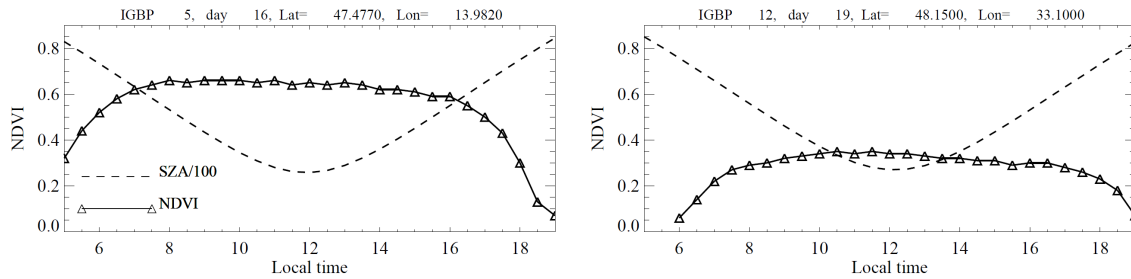 IGBP 5, day 16, Lat= 47.4770, Lon= 13.9820
0.8
0.6
0.4
0.2
0.0
NDVI
SZA/100
NDVI
6 8 10 12 14 16 18
Local time
IGBP 12, day 19, Lat= 48.1500, Lon= 33.1000
0.8
0.6
0.4
0.2
0.0
NDVI
6 8 10 12 14 16 18
Local time